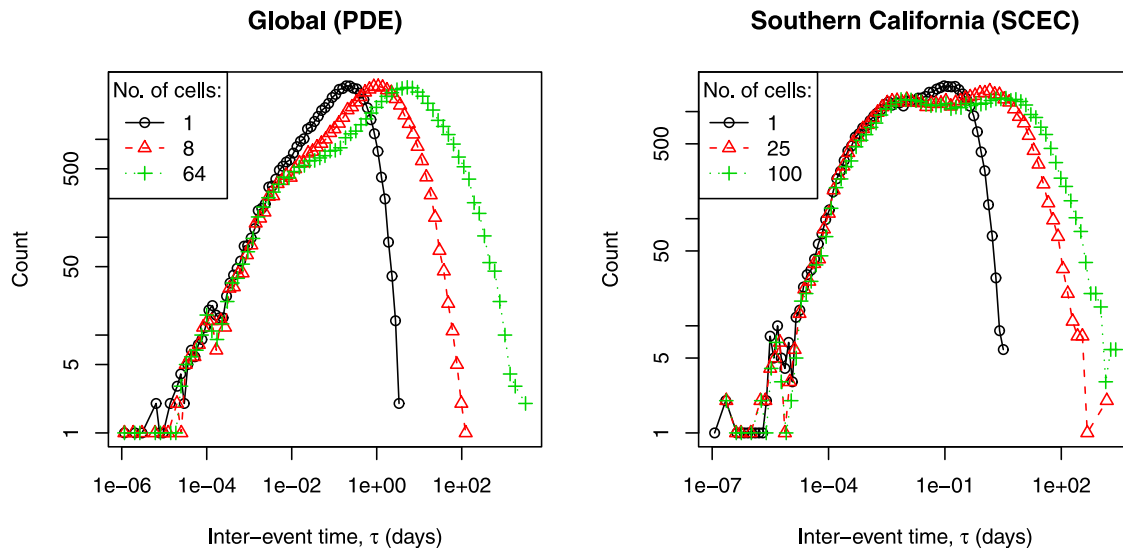 Global (PDE)
No. of cells:
1
8
64
Count
500
50
5
1
1e−06
1e−04
1e−02
1e+00
1e+02
Inter−event time, τ (days)
Southern California (SCEC)
No. of cells:
1
25
100
Count
500
50
5
1
1e−07
1e−04
1e−01
1e+02
Inter−event time, τ (days)